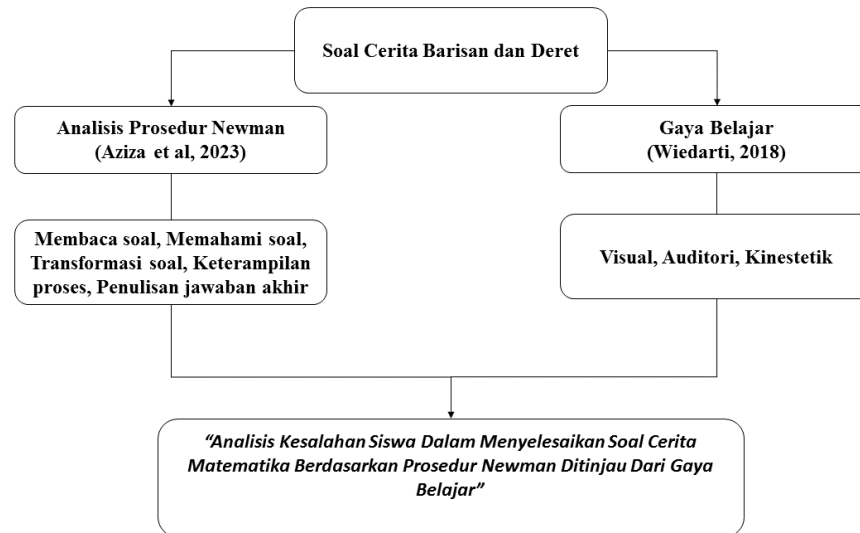 Soal Cerita Barisan dan Deret
Analisis Prosedur Newman
(Aziza et al, 2023)
Gaya Belajar
(Wiedarti, 2018)
Membaca soal, Memahami soal,
Transformasi soal, Keterampilan
proses, Penulisan jawaban akhir
Visual, Auditori, Kinestetik
“Analisis Kesalahan Siswa Dalam Menyelesaikan Soal Cerita
Matematika Berdasarkan Prosedur Newman Ditinjau Dari Gaya
Belajar”